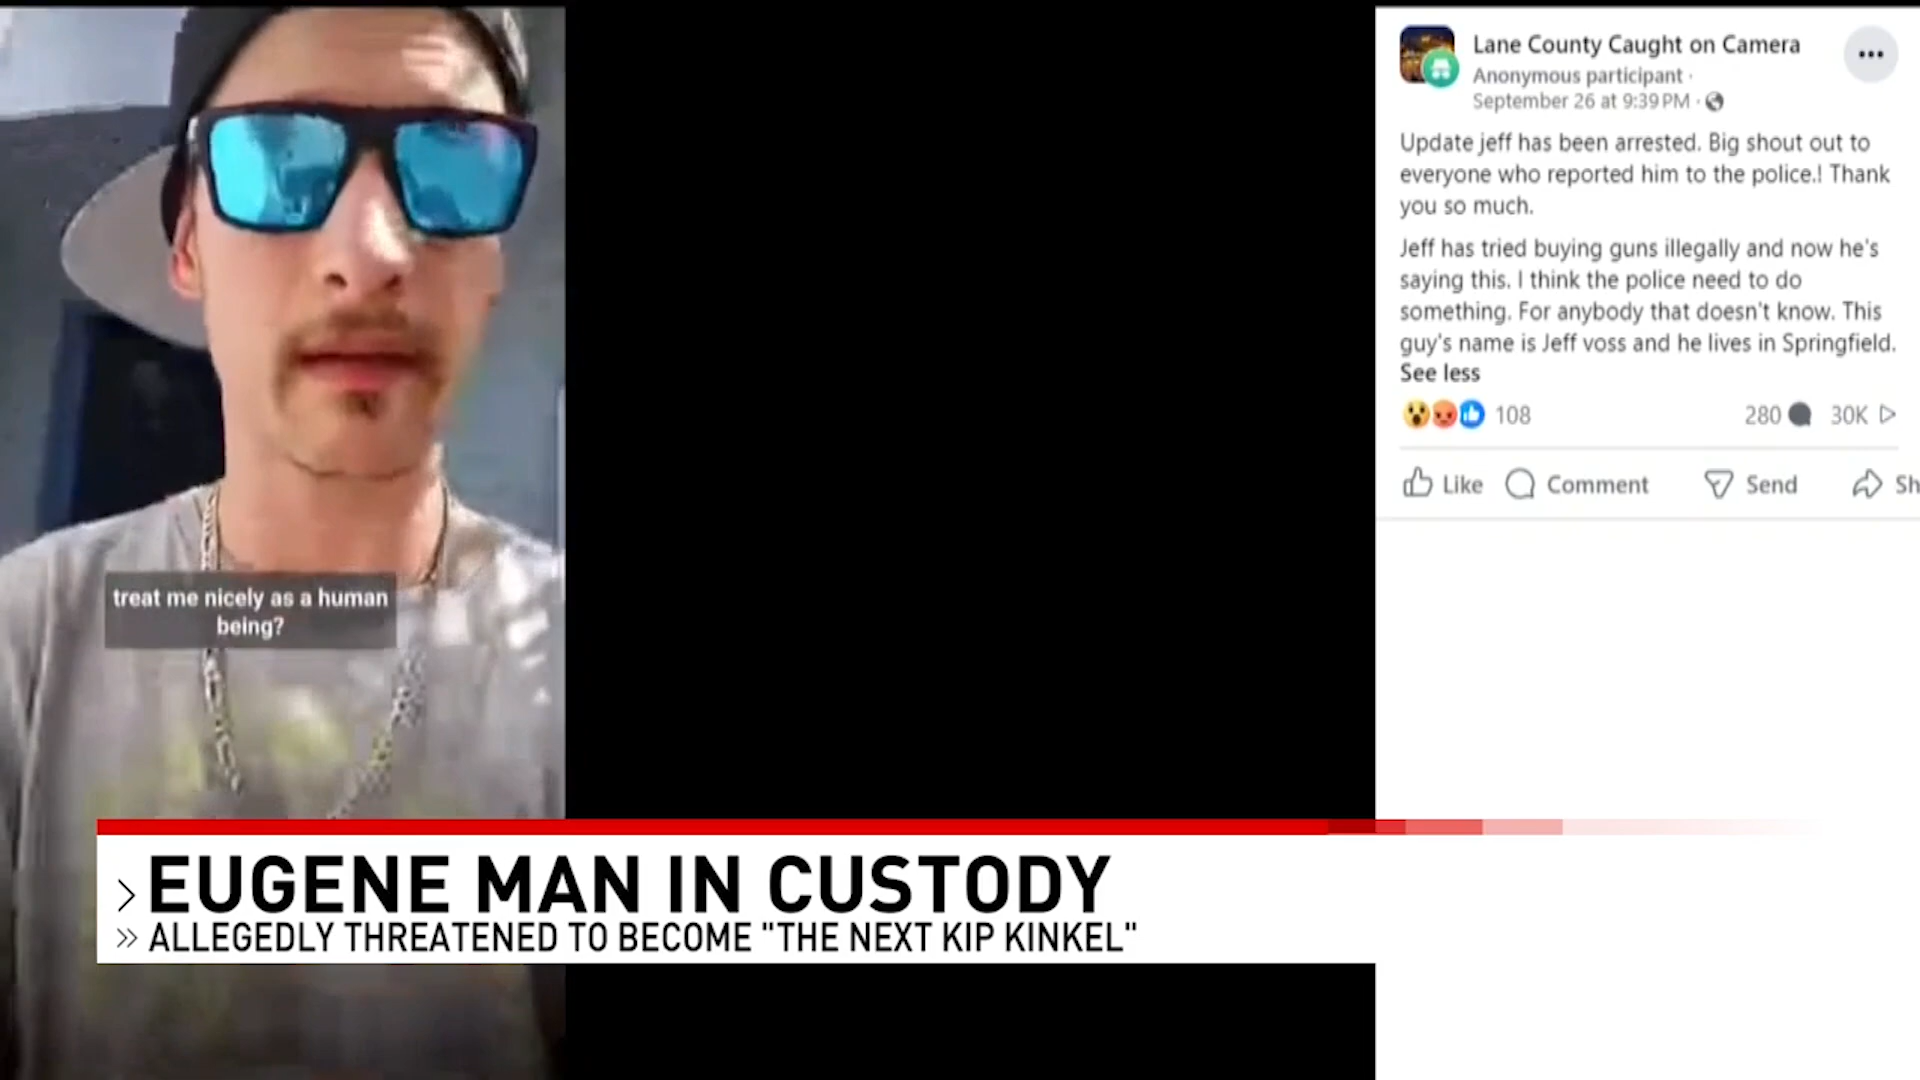 treat me nicely as a human
being?
Lane County Caught on Camera
Anonymous participant ·
September 26 at 9:39 PM ·
Update jeff has been arrested. Big shout out to
everyone who reported him to the police.! Thank
you so much.
Jeff has tried buying guns illegally and now he's
saying this. I think the police need to do
something. For anybody that doesn't know. This
guy's name is Jeff voss and he lives in Springfield.
See less
108 280 30K
Like Comment Send Sh
EUGENE MAN IN CUSTODY
ALLEGEDLY THREATENED TO BECOME "THE NEXT KIP KINKEL"